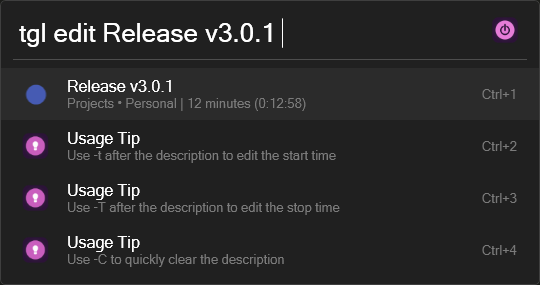 tgl edit Release v3.0.1
Release v3.0.1
Projects • Personal | 12 minutes (0:12:58)
Ctrl+1
Usage Tip
Use -t after the description to edit the start time
Ctrl+2
Usage Tip
Use -T after the description to edit the stop time
Ctrl+3
Usage Tip
Use -C to quickly clear the description
Ctrl+4